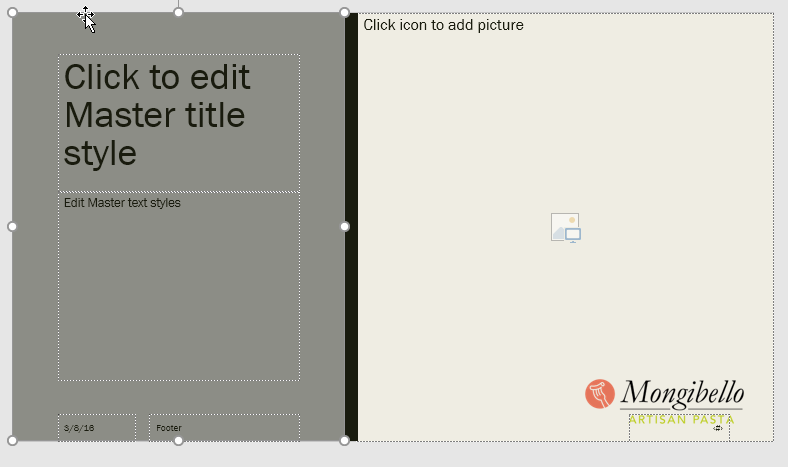 Click to edit
Master title
style
Edit Master text styles
3/8/16
Footer
Click icon to add picture
Mongibello
ARTISAN PASTA
‹#›